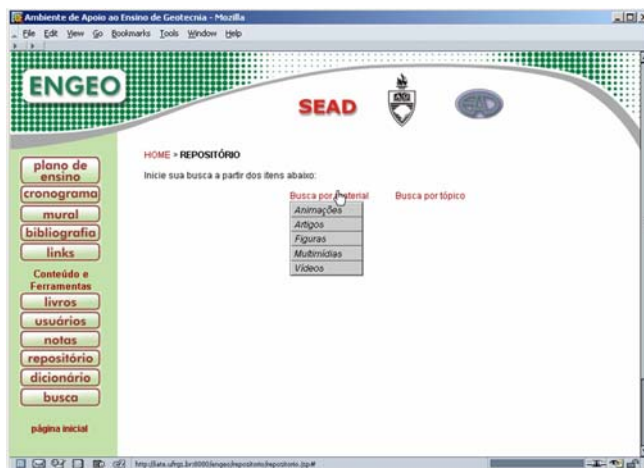 Ambiente de Apoio ao Ensino de Geotecnia - Mozilla
File Edit View Go Bookmarks Tools Window Help
ENGEO
SEAD
EAD
HOME > REPOSITÓRIO
Inicie sua busca a partir dos itens abaixo:
Busca por material Busca por tópico
Animações
Artigos
Figuras
Multimídias
Vídeos
plano de
ensino
cronograma
mural
bibliografia
links
Conteúdo e
Ferramentas
livros
usuários
notas
repositório
dicionário
busca
página inicial